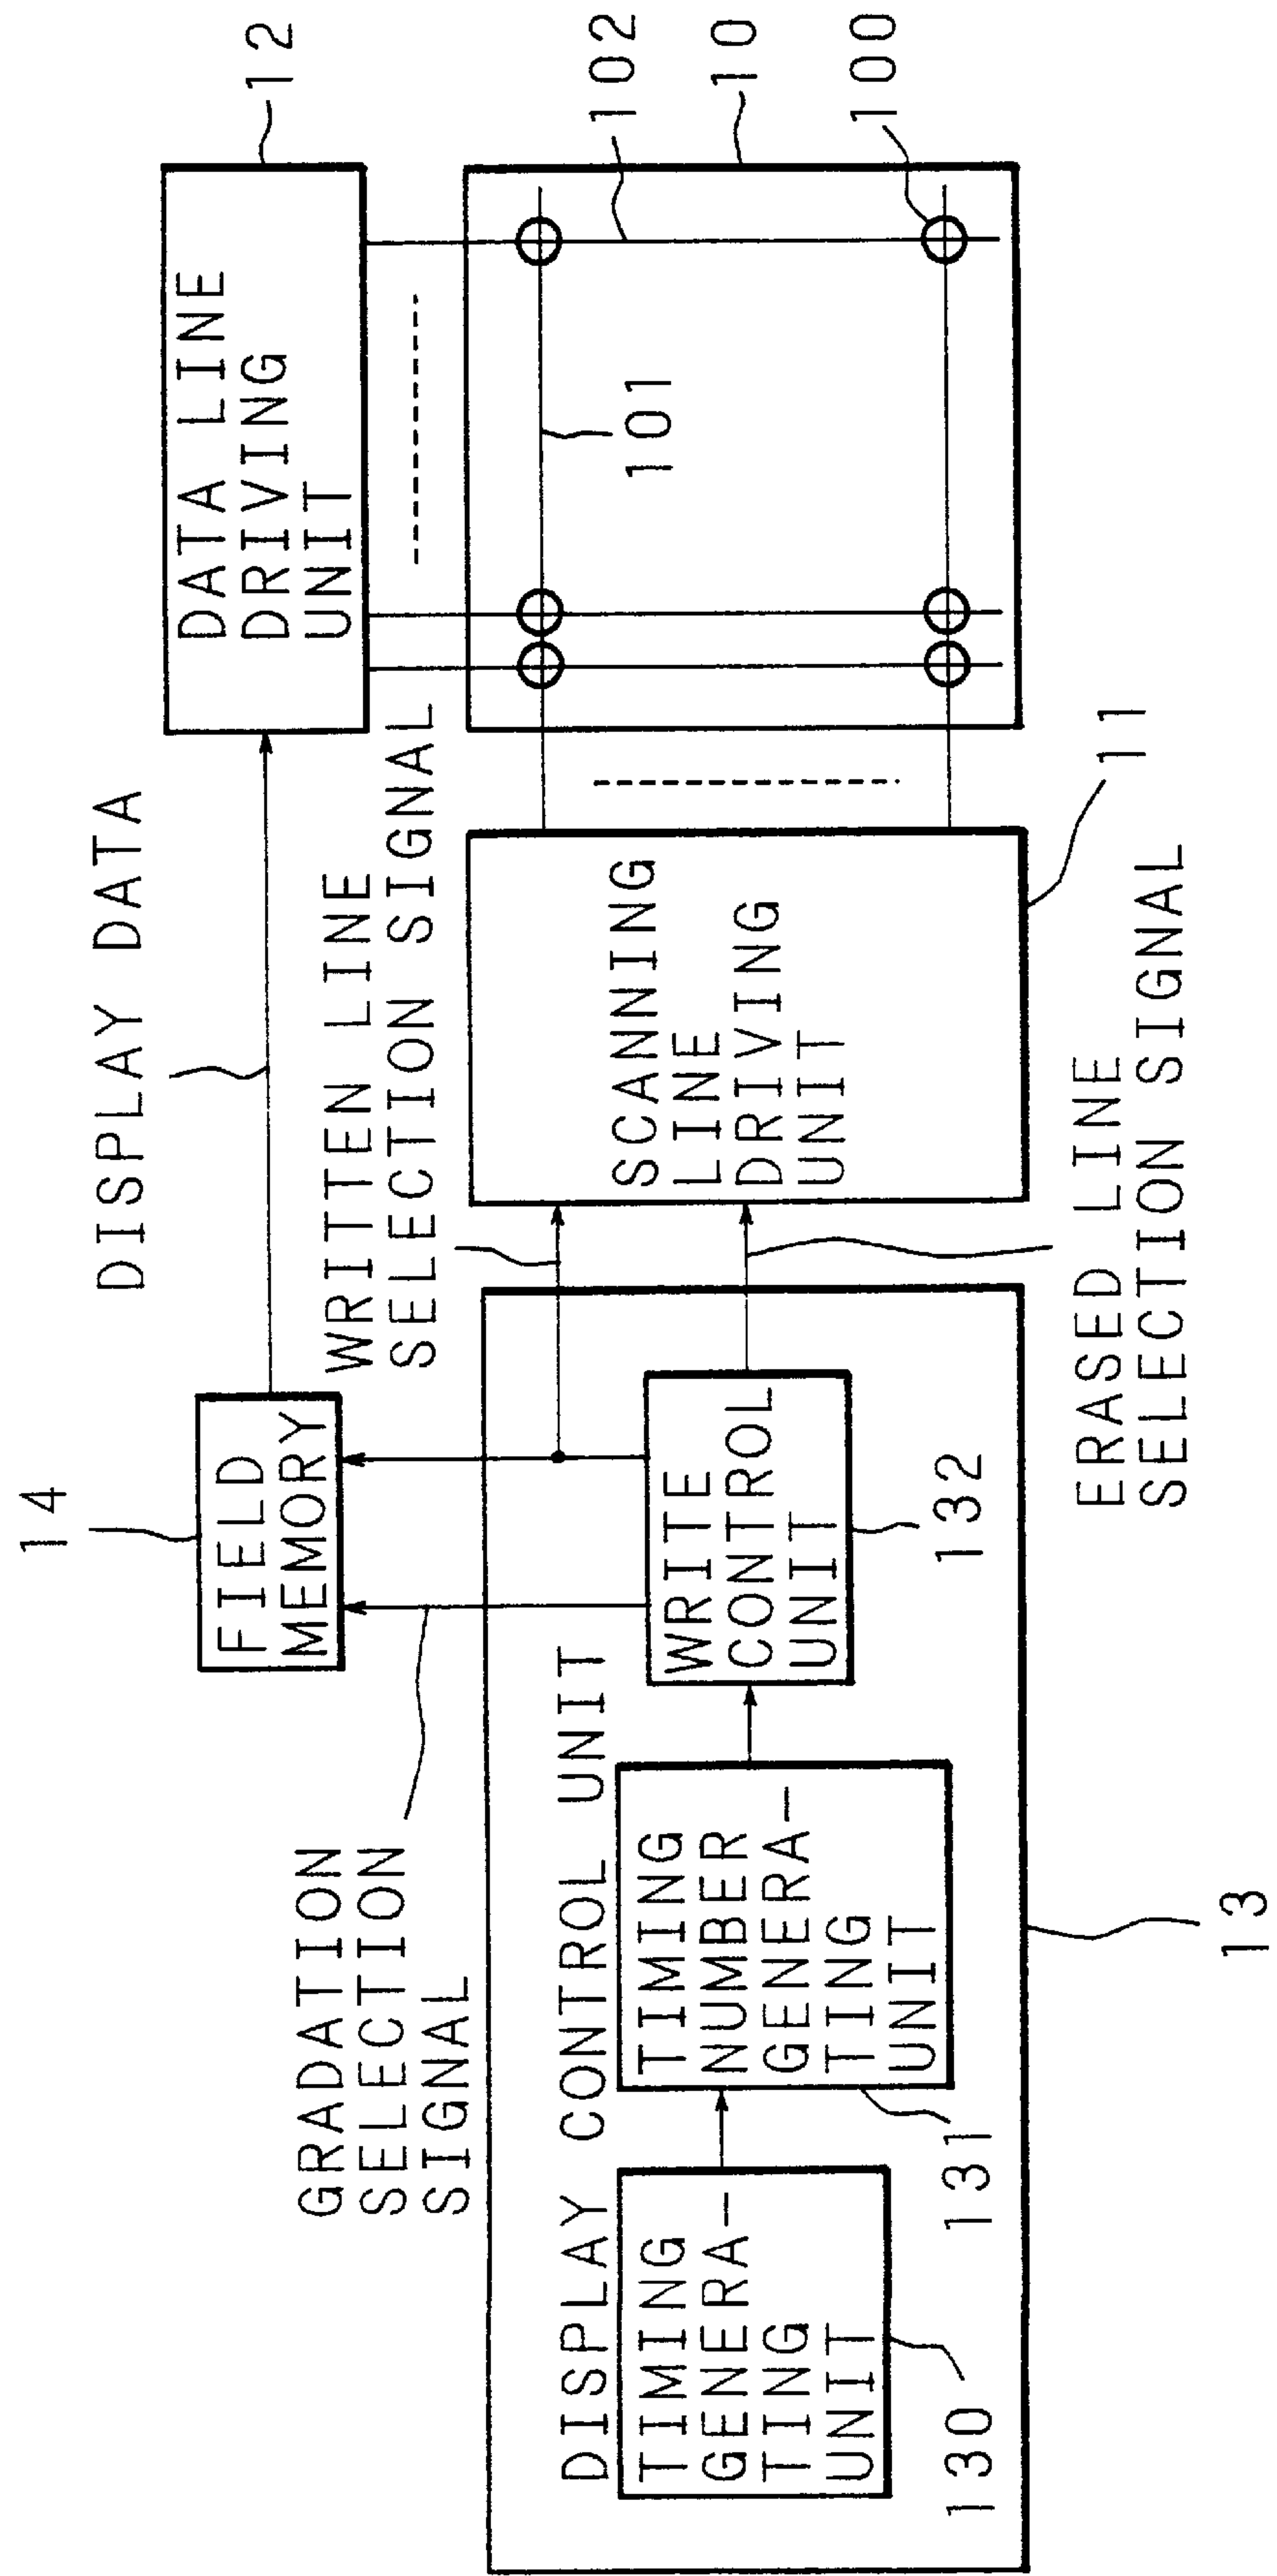 14
FIELD
MEMORY
DISPLAY DATA
DATA LINE
DRIVING
UNIT
12
GRADATION
SELECTION
SIGNAL
WRITTEN LINE
SELECTION SIGNAL
DISPLAY CONTROL UNIT
TIMING
GENERA-
TING
UNIT
130
TIMING
NUMBER
GENERA-
TING
UNIT
131
WRITE
CONTROL
UNIT
132
SCANNING
LINE
DRIVING
UNIT
11
101
102
10
100
ERASED LINE
SELECTION SIGNAL
13